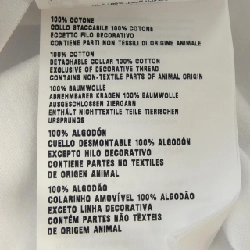 100% COTONE
COLLO STACCABILE 100% COTONE
ECCETTO FILO DECORATIVO
CONTIENE PARTI NON TESSILI DI ORIGINE ANIMALE
100% COTTON
DETACHABLE COLLAR 100% COTTON
EXCLUSIVE OF DECORATIVE THREAD
CONTAINS NON-TEXTILE PARTS OF ANIMAL ORIGIN
100% BAUMWOLLE
ABNEHMBARER KRAGEN 100% BAUMWOLLE
AUSGESCHLOSSEN ZIERGARN
ENTHÄLT NICHTTEXTILE TEILE TIERISCHER
URSPRUNGS
100% ALGODÓN
CUELLO DESMONTABLE 100% ALGODÓN
EXCEPTO HILO DECORATIVO
CONTIENE PARTES NO TEXTILES
DE ORIGEN ANIMAL
100% ALGODÃO
COLARINHO AMOVÍVEL 100% ALGODÃO
EXCETO LINHA DECORATIVA
CONTÉM PARTES NÃO TÊXTEIS
DE ORIGEM ANIMAL